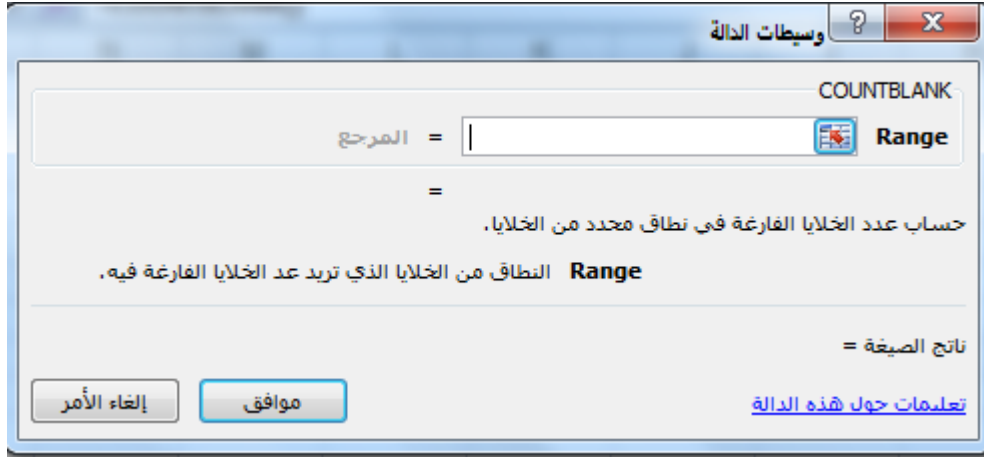 وسيطات الدالة
COUNTBLANK
Range = المرجع
=
حساب عدد الخلايا الفارغة في نطاق محدد من الخلايا.
Range النطاق من الخلايا الذي تريد عد الخلايا الفارغة فيه.
ناتج الصيغة =
تعليمات حول هذه الدالة
موافق
إلغاء الأمر